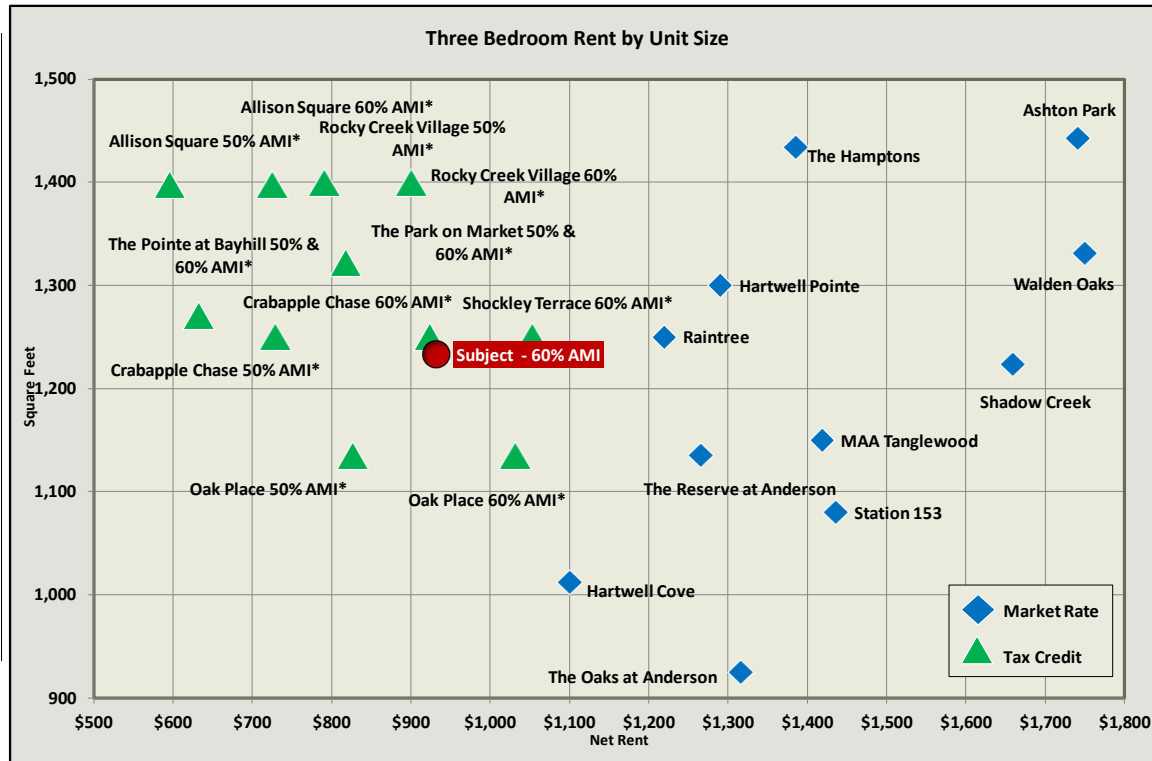 Three Bedroom Rent by Unit Size
1,500
1,400
1,300
1,200
1,100
1,000
900
Square Feet
Allison Square 60% AMI*
Allison Square 50% AMI*
Rocky Creek Village 50%
AMI*
Rocky Creek Village 60%
AMI*
The Hamptons
Ashton Park
The Pointe at Bayhill 50% &
60% AMI*
The Park on Market 50% &
60% AMI*
Hartwell Pointe
Walden Oaks
Crabapple Chase 60% AMI*
Shockley Terrace 60% AMI*
Raintree
Subject - 60% AMI
Crabapple Chase 50% AMI*
Shadow Creek
MAA Tanglewood
Oak Place 50% AMI*
Oak Place 60% AMI*
The Reserve at Anderson
Station 153
Hartwell Cove
The Oaks at Anderson
Market Rate
Tax Credit
$500 $600 $700 $800 $900 $1,000 $1,100 $1,200 $1,300 $1,400 $1,500 $1,600 $1,700 $1,800
Net Rent